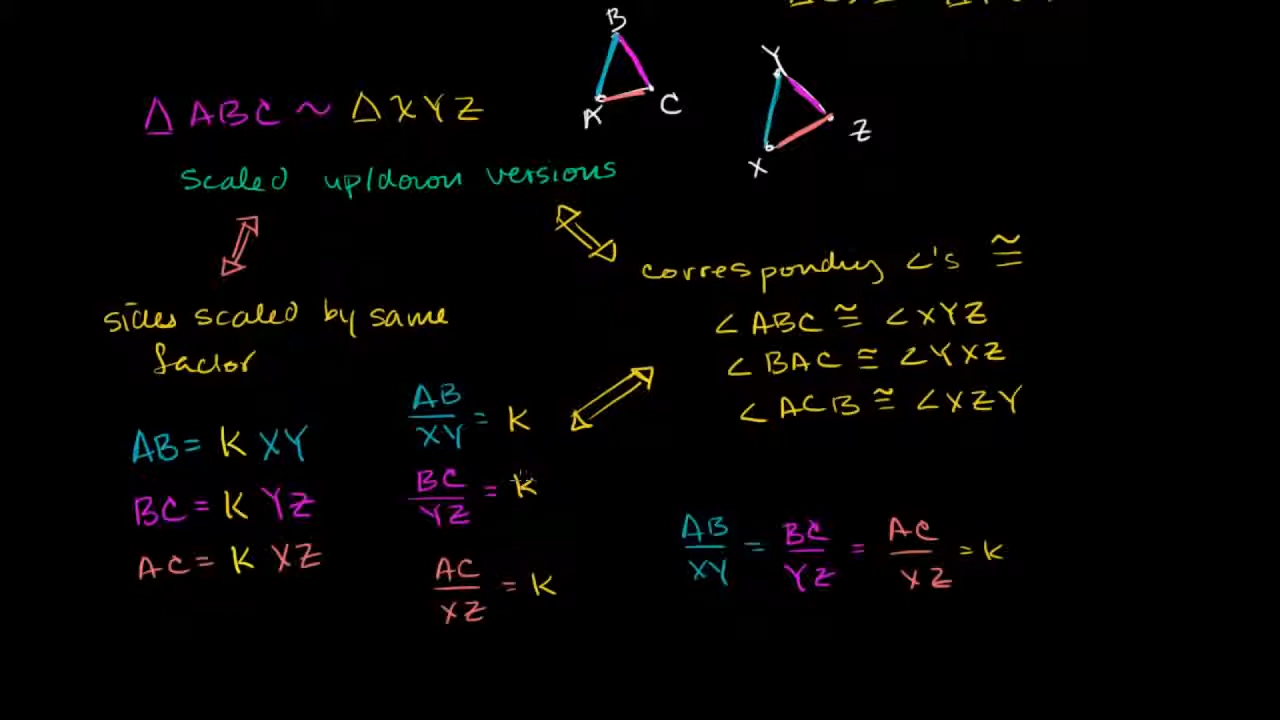 B
A
C
Y
X
Z
△ ABC ~ △ XYZ
scaled up/down versions
corresponding ∠'s ≅
∠ABC ≅ ∠XYZ
∠BAC ≅ ∠YXZ
∠ACB ≅ ∠XZY
sides scaled by same
factor
AB = K XY
BC = K YZ
AC = K XZ
AB/XY = K
BC/YZ = K
AC/XZ = K
AB/XY = BC/YZ = AC/XZ = K